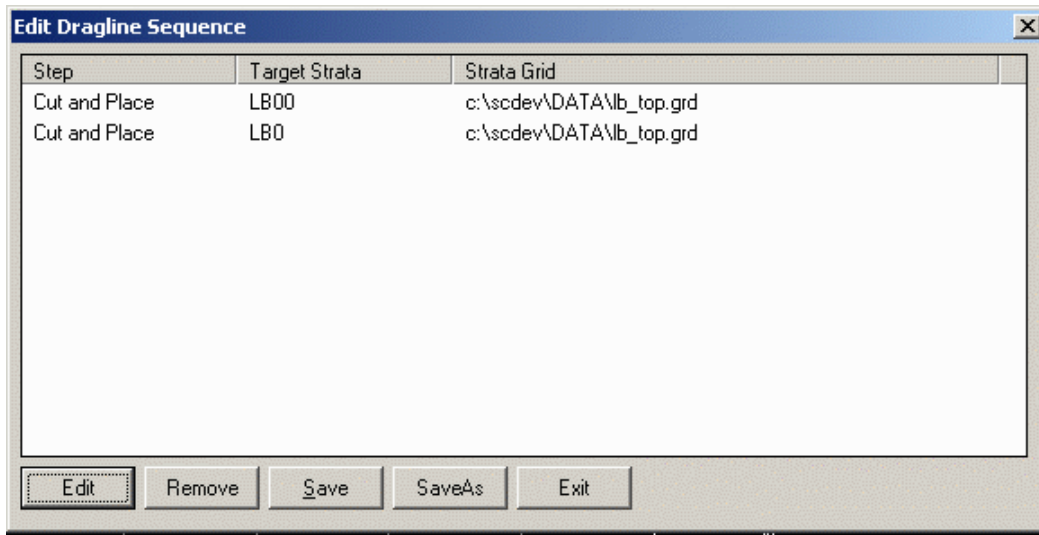 Edit Dragline Sequence
Step Target Strata Strata Grid
Cut and Place LB00 c:\scdev\DATA\lb_top.grd
Cut and Place LB0 c:\scdev\DATA\lb_top.grd
Edit Remove Save SaveAs Exit